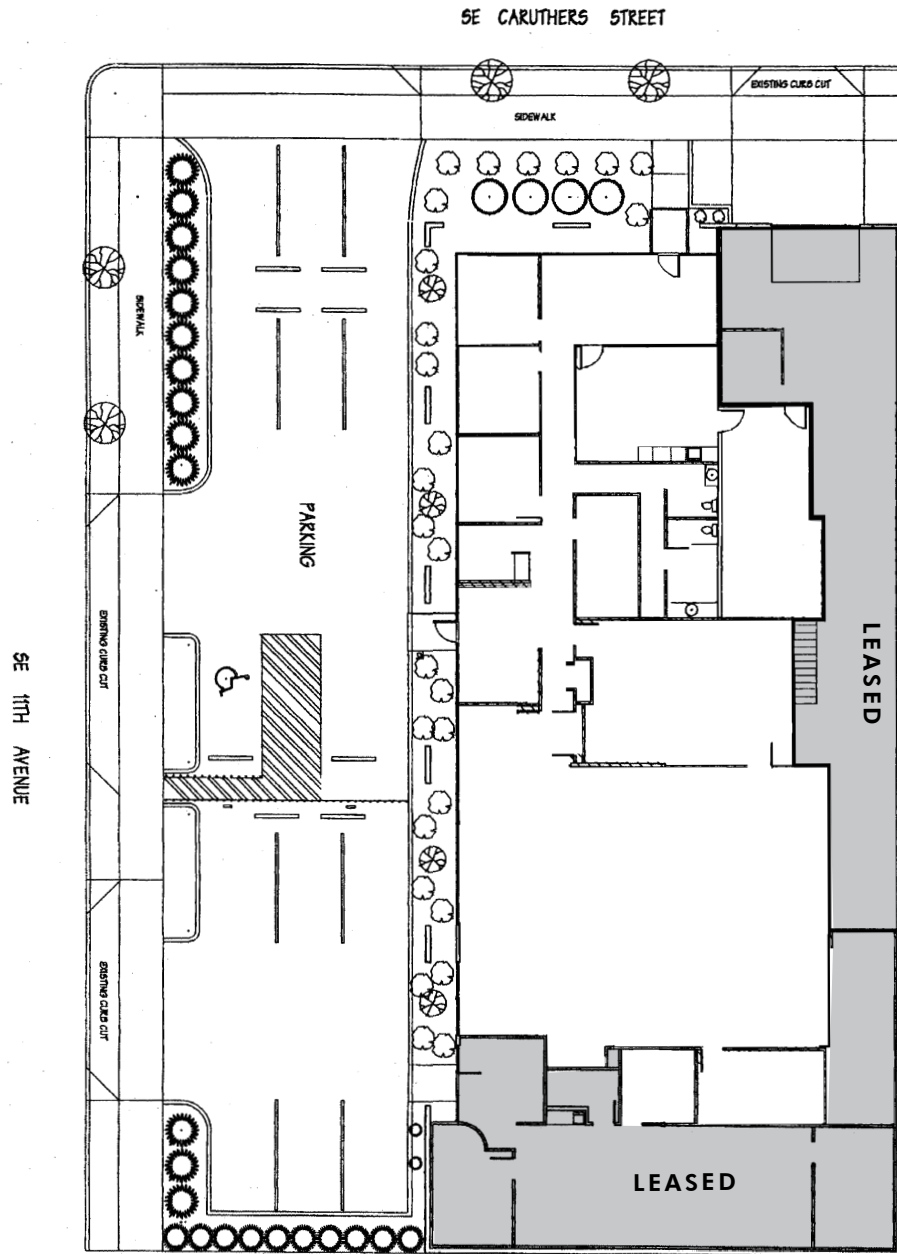 SE CARUTHERS STREET
EXISTING CURB CUT
SIDEWALK
SIDEWALK
PARKING
EXISTING CURB CUT
LEASED
SE 11TH AVENUE
EXISTING CURB CUT
LEASED